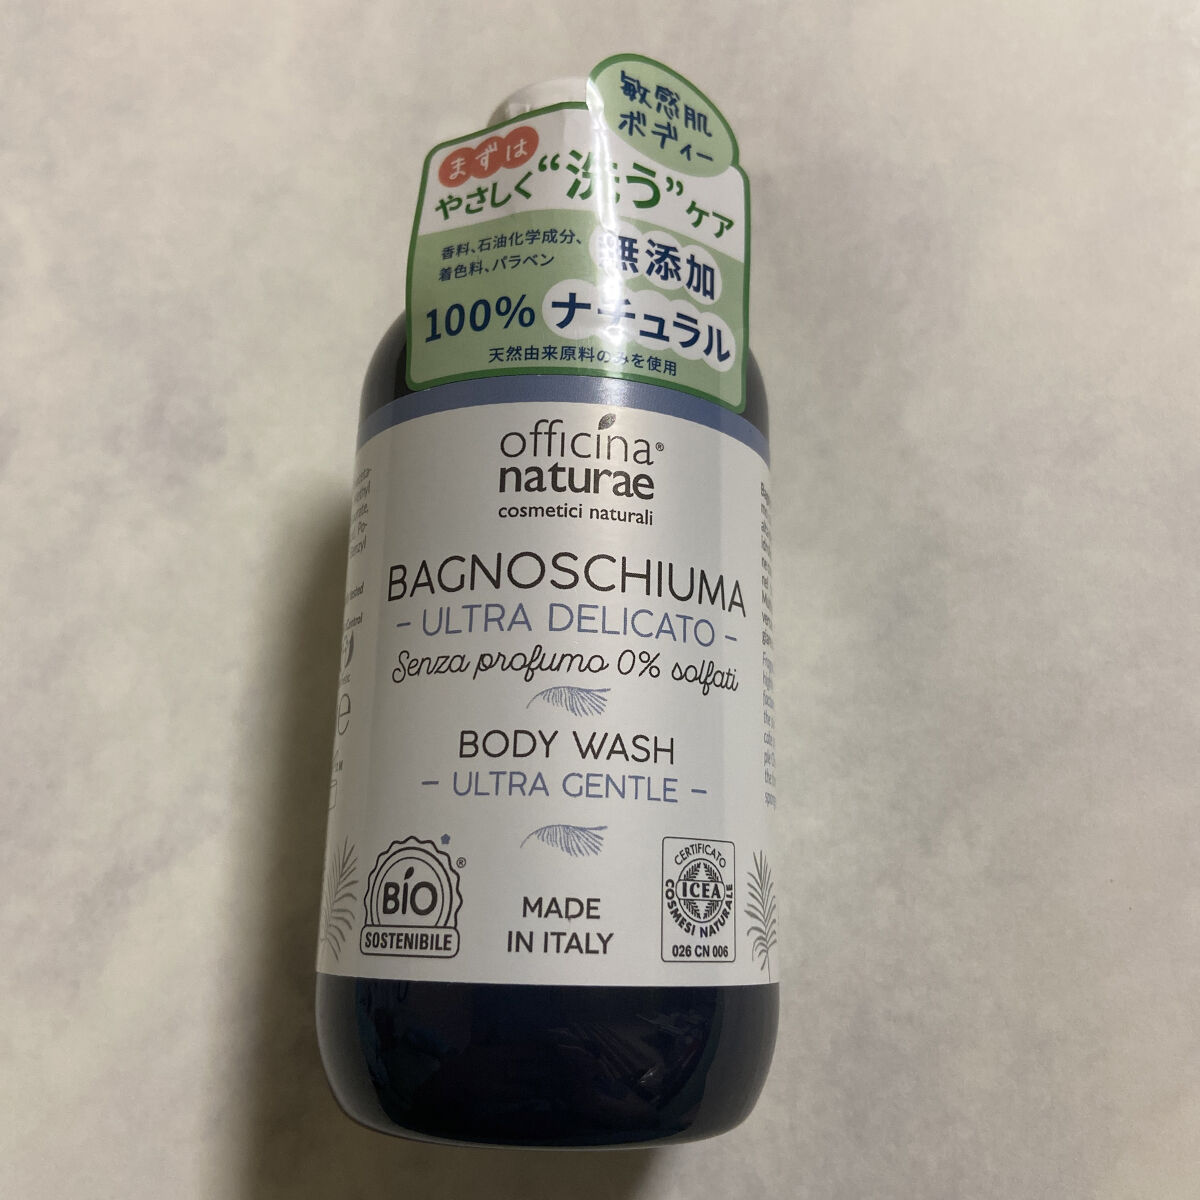 敏感肌
ボディー
まずは
やさしく“洗う”ケア
香料、石油化学成分、
着色料、パラベン
無添加
100% ナチュラル
天然由来原料のみを使用
officina®
naturae
cosmetici naturali
BAGNOSCHIUMA
- ULTRA DELICATO -
Senza profumo 0% solfati
BODY WASH
- ULTRA GENTLE -
BIO ®
SOSTENIBILE
MADE
IN ITALY
CERTIFICATO
ICEA
COSMESI NATURALE
026 CN 006